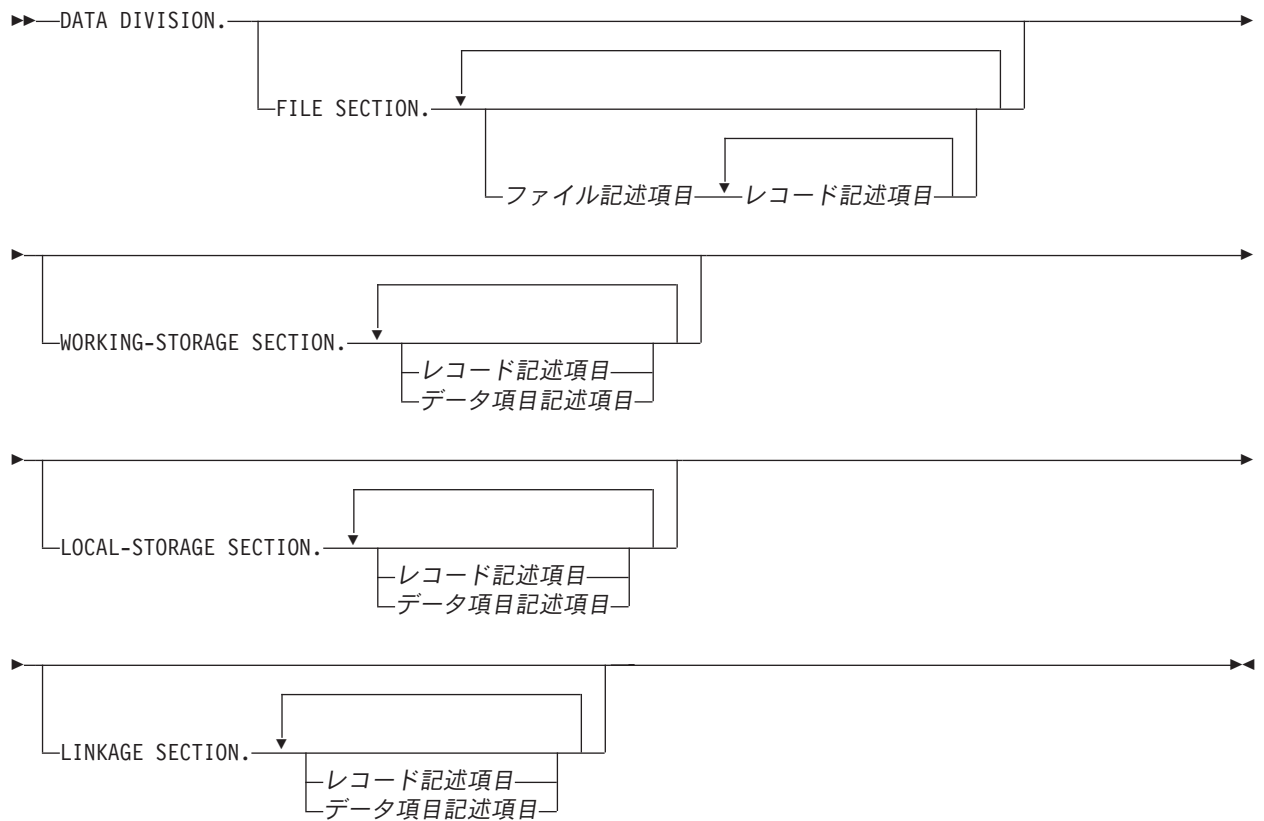 DATA DIVISION.
FILE SECTION.
ファイル記述項目 レコード記述項目
WORKING-STORAGE SECTION.
レコード記述項目
データ項目記述項目
LOCAL-STORAGE SECTION.
レコード記述項目
データ項目記述項目
LINKAGE SECTION.
レコード記述項目
データ項目記述項目